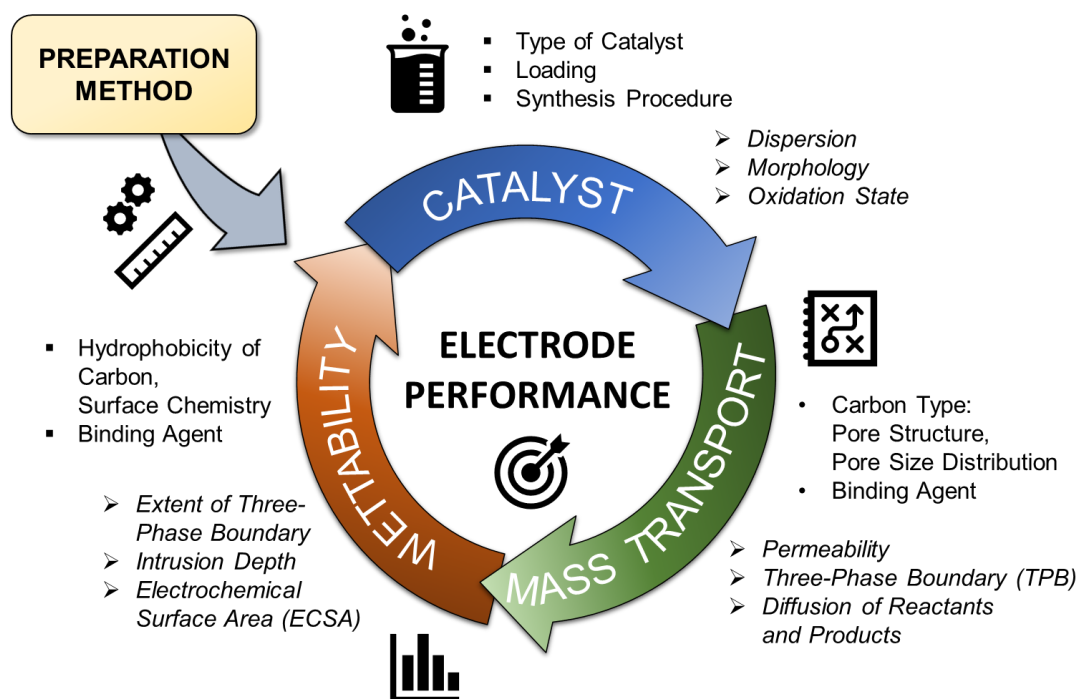 PREPARATION
METHOD
▪ Type of Catalyst
▪ Loading
▪ Synthesis Procedure
➢ Dispersion
➢ Morphology
➢ Oxidation State
CATALYST
ELECTRODE
PERFORMANCE
MASS TRANSPORT
• Carbon Type:
Pore Structure,
Pore Size Distribution
• Binding Agent
➢ Permeability
➢ Three-Phase Boundary (TPB)
➢ Diffusion of Reactants
and Products
WETTABILITY
▪ Hydrophobicity of
Carbon,
Surface Chemistry
▪ Binding Agent
➢ Extent of Three-
Phase Boundary
➢ Intrusion Depth
➢ Electrochemical
Surface Area (ECSA)